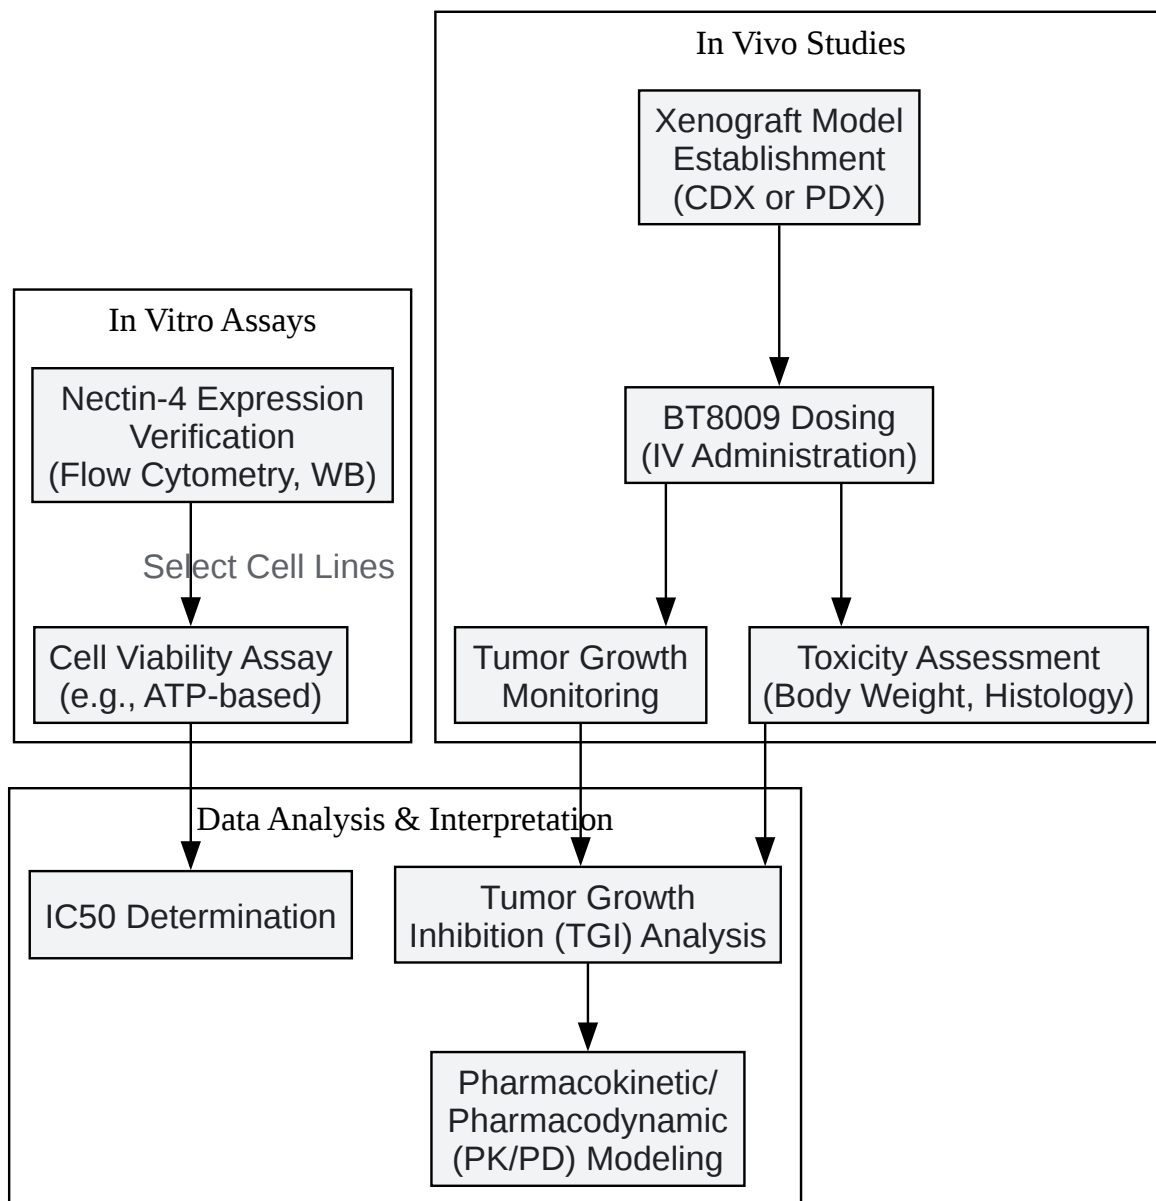 In Vivo Studies
Xenograft Model
Establishment
(CDX or PDX)
In Vitro Assays
Nectin-4 Expression
Verification
(Flow Cytometry, WB)
BT8009 Dosing
(IV Administration)
Select Cell Lines
Cell Viability Assay
(e.g., ATP-based)
Tumor Growth
Monitoring
Toxicity Assessment
(Body Weight, Histology)
Data Analysis & Interpretation
IC50 Determination
Tumor Growth
Inhibition (TGI) Analysis
Pharmacokinetic/
Pharmacodynamic
(PK/PD) Modeling